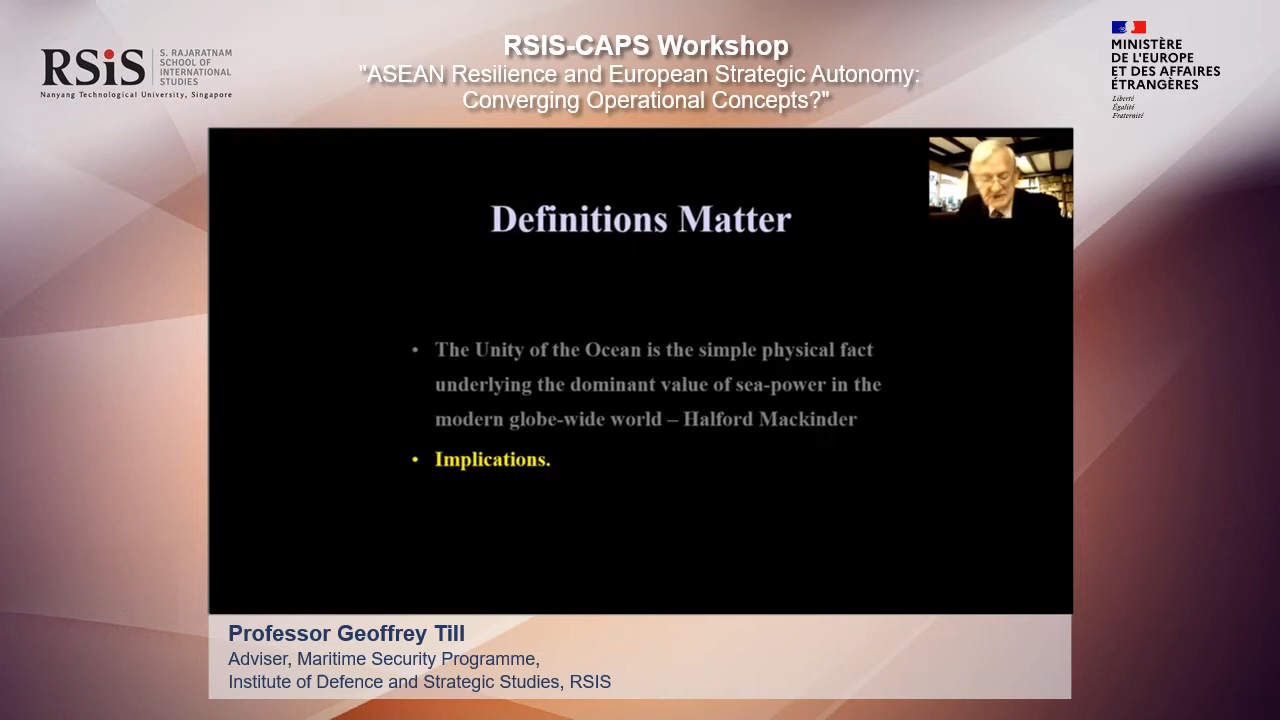 RSIS
S. RAJARATNAM
SCHOOL OF
INTERNATIONAL
STUDIES
Nanyang Technological University, Singapore
RSIS-CAPS Workshop
"ASEAN Resilience and European Strategic Autonomy:
Converging Operational Concepts?"
MINISTÈRE
DE L'EUROPE
ET DES AFFAIRES
ÉTRANGÈRES
Liberté
Égalité
Fraternité
Definitions Matter
• The Unity of the Ocean is the simple physical fact
underlying the dominant value of sea-power in the
modern globe-wide world – Halford Mackinder
• Implications.
Professor Geoffrey Till
Adviser, Maritime Security Programme,
Institute of Defence and Strategic Studies, RSIS